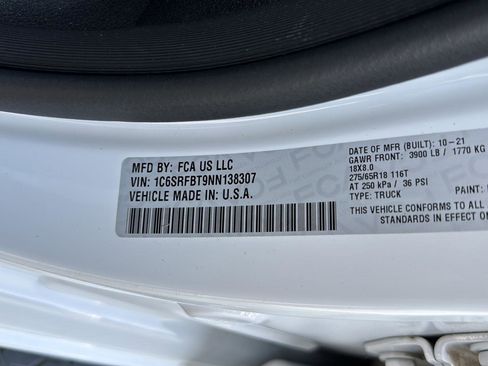 MFD BY: FCA US LLC
VIN: 1C6SRFBT9NN138307
VEHICLE MADE IN: U.S.A.
DATE OF MFR (BUILT): 10-21
GAWR FRONT: 3900 LB / 1770 KG
18X8.0
275/65R18 116T
AT 250 kPa / 36 PSI
TYPE: TRUCK
PAINT:
THIS VEHICLE CONFORMS TO ALL
STANDARDS IN EFFECT